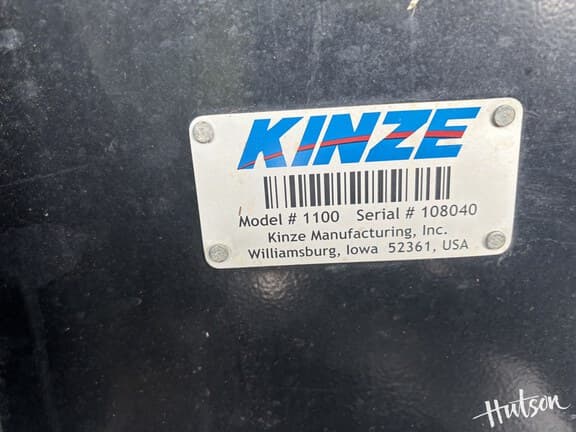 KINZE
Model # 1100 Serial # 108040
Kinze Manufacturing, Inc.
Williamsburg, Iowa 52361, USA
Hutson